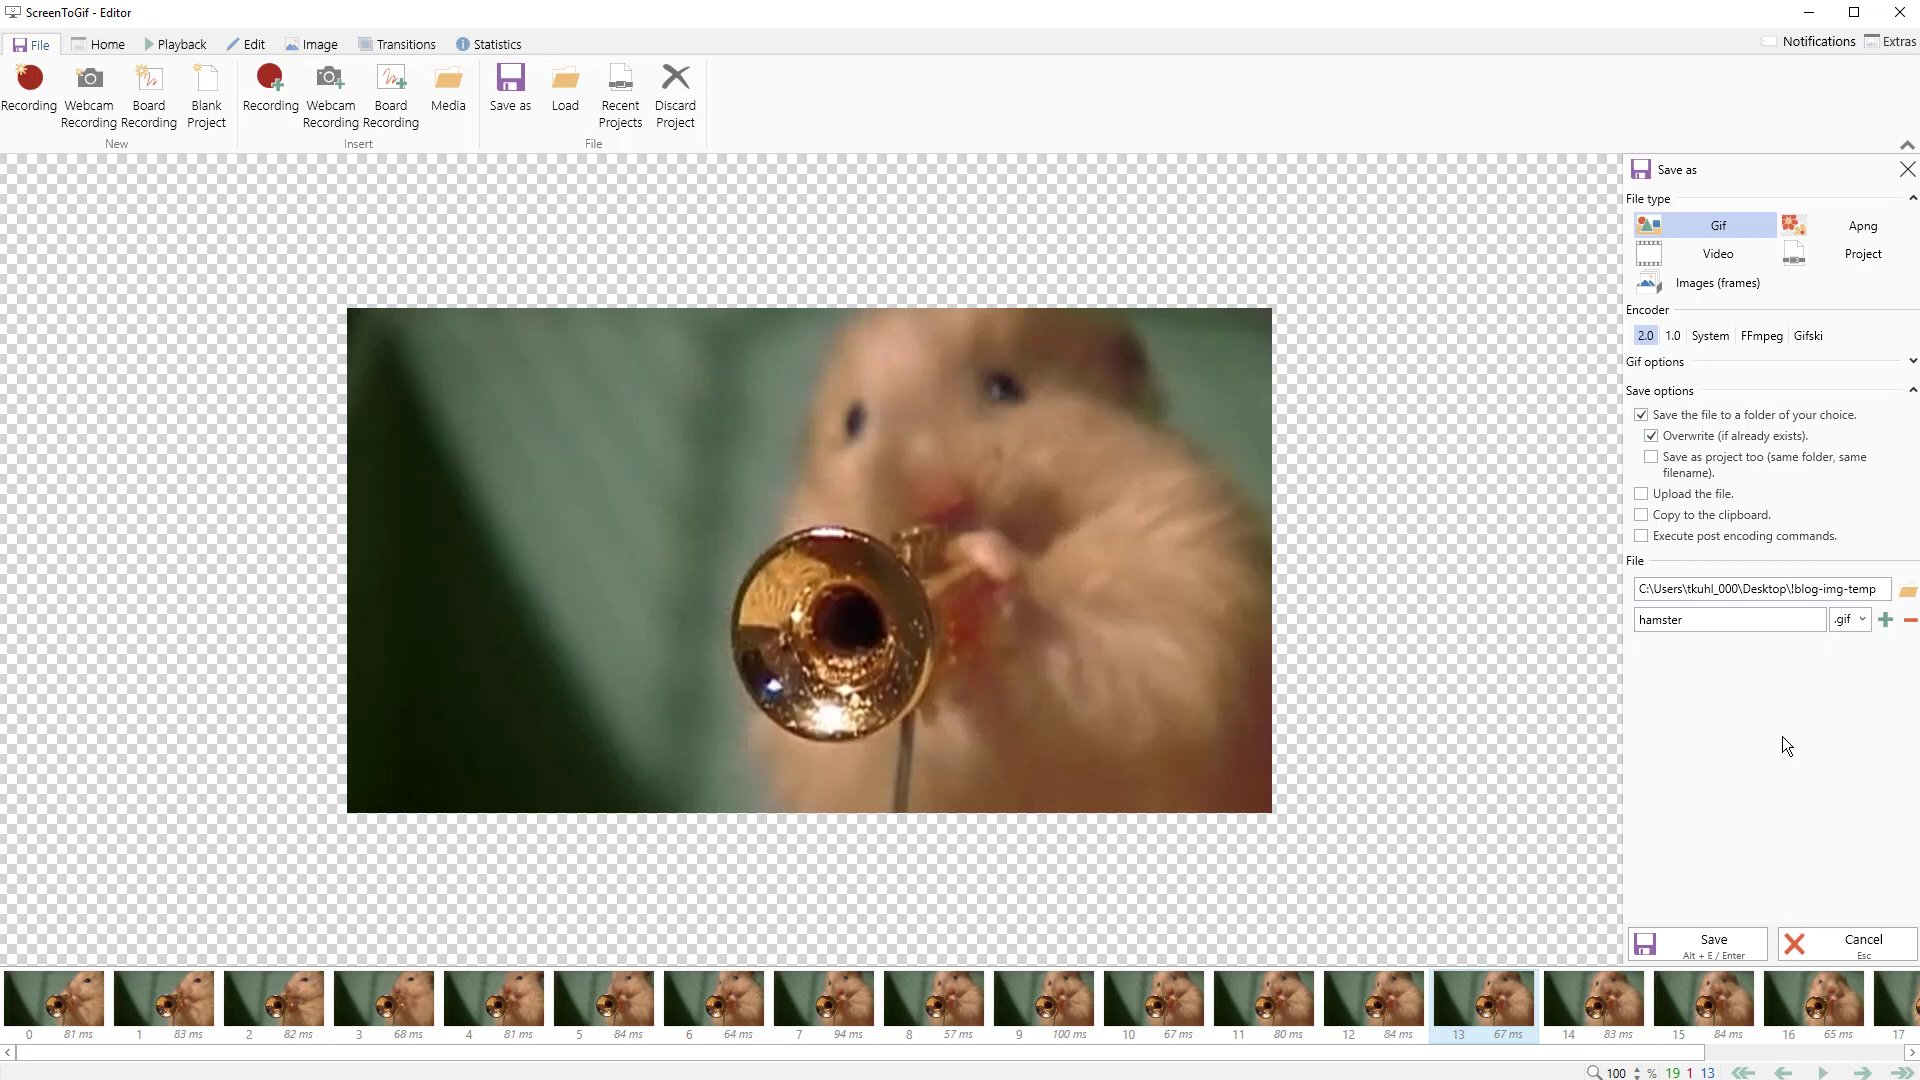 ScreenToGif - Editor
File Home Playback Edit Image Transitions Statistics
Notifications Extras
Recording
Webcam Recording
Board Recording
Blank Project
New
Recording
Webcam Recording
Board Recording
Media
Insert
Save as
Load
Recent Projects
Discard Project
File
Save as
File type
Gif Apng
Video Project
Images (frames)
Encoder
2.0 1.0 System FFmpeg Gifski
Gif options
Save options
Save the file to a folder of your choice.
Overwrite (if already exists).
Save as project too (same folder, same
filename).
Upload the file.
Copy to the clipboard.
Execute post encoding commands.
File
C:\Users\tkuhl_000\Desktop\!blog-img-temp
hamster .gif
Save
Alt + E / Enter
Cancel
Esc
0 81 ms 1 83 ms 2 82 ms 3 68 ms 4 81 ms 5 84 ms 6 64 ms 7 94 ms 8 57 ms 9 100 ms 10 67 ms 11 80 ms 12 84 ms 13 67 ms 14 83 ms 15 84 ms 16 65 ms 17
100 % 19 1 13